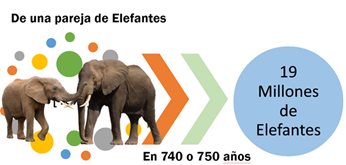 De una pareja de Elefantes
19
Millones
de
Elefantes
En 740 o 750 años